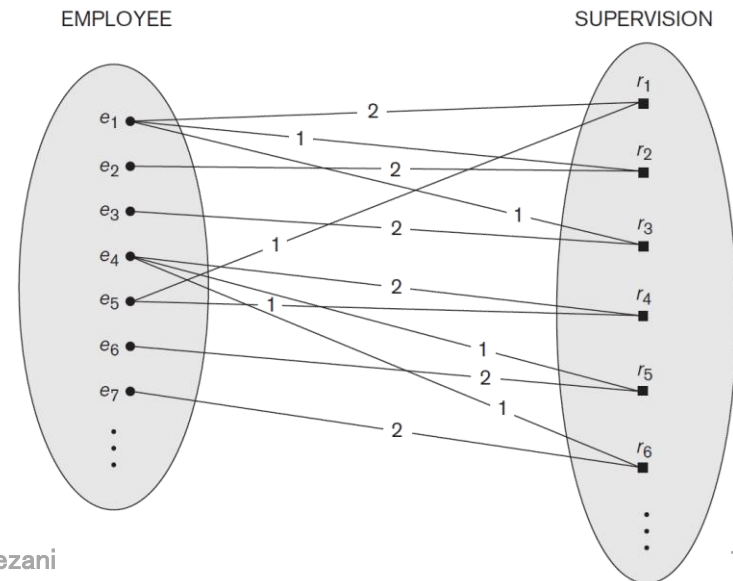 EMPLOYEE
SUPERVISION
e1
e2
e3
e4
e5
e6
e7
2
1
2
1
2
1
2
1
1
2
1
2
r1
r2
r3
r4
r5
r6
ezani